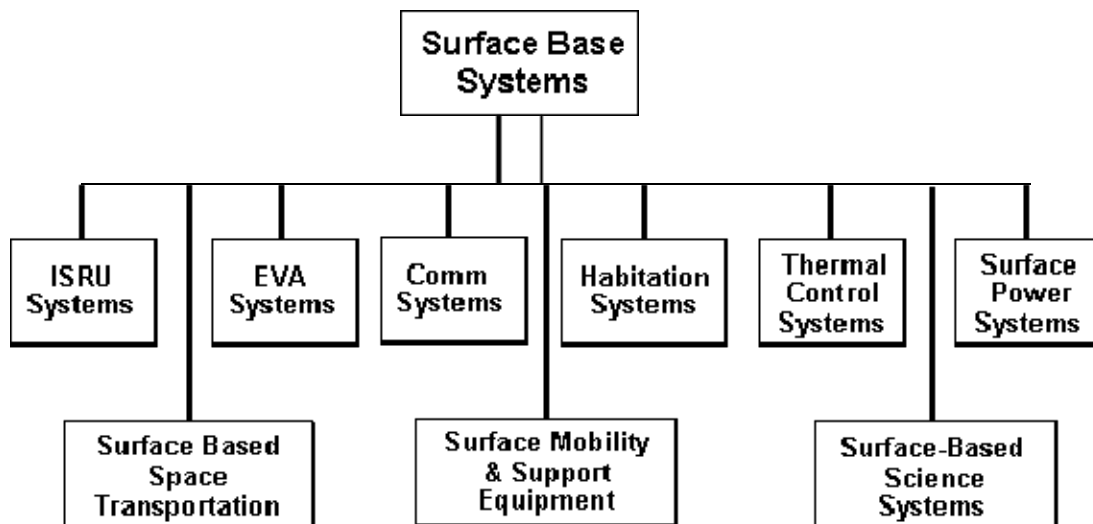 Surface Base
Systems
ISRU
Systems
EVA
Systems
Comm
Systems
Habitation
Systems
Thermal
Control
Systems
Surface
Power
Systems
Surface Based
Space
Transportation
Surface Mobility
& Support
Equipment
Surface-Based
Science
Systems